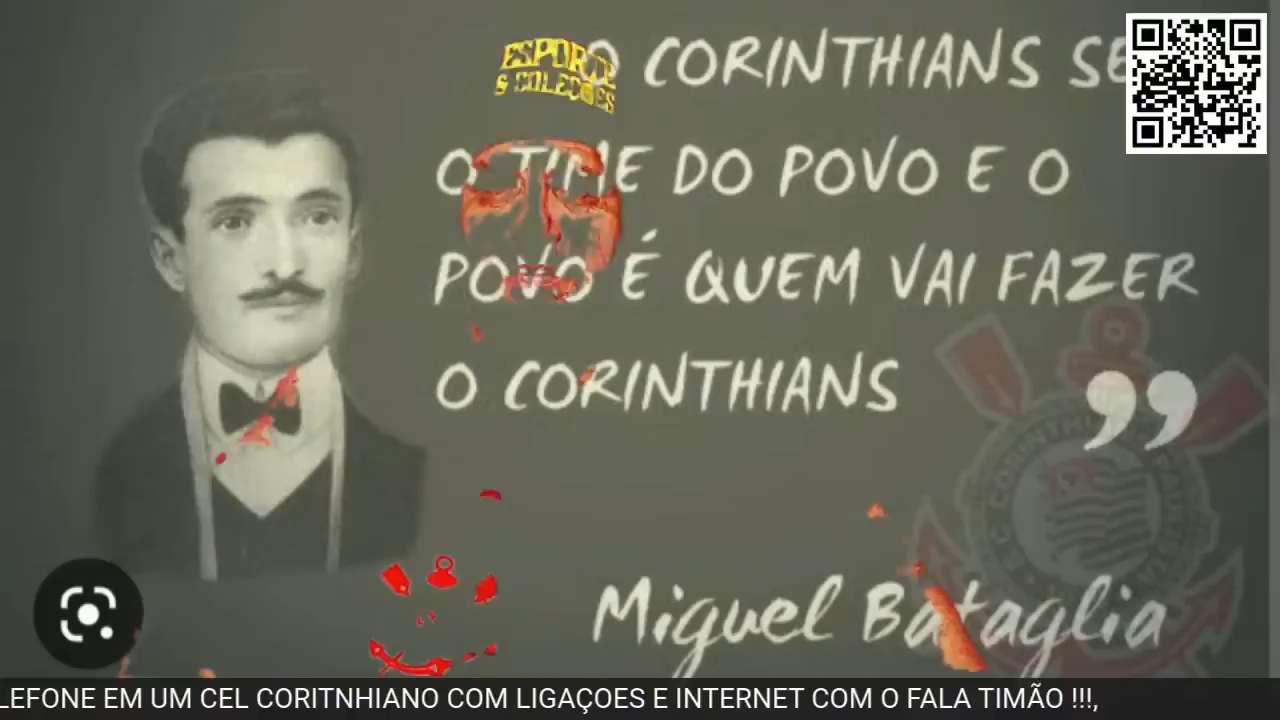 ESPORTE
& COLEÇÕES
O CORINTHIANS SE
O TIME DO POVO E O
POVO É QUEM VAI FAZER
O CORINTHIANS
”
Miguel Bataglia
LEFONE EM UM CEL CORITNHIANO COM LIGAÇOES E INTERNET COM O FALA TIMÃO !!!,